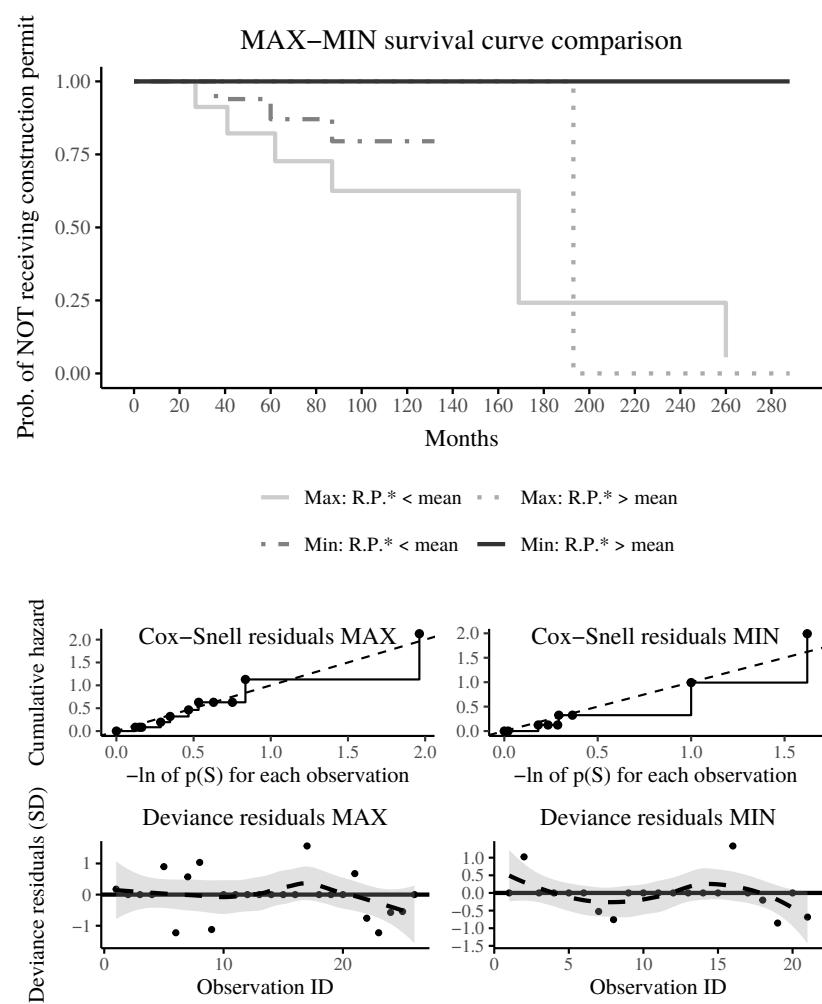 MAX−MIN survival curve comparison
Prob. of NOT receiving construction permit
1.00
0.75
0.50
0.25
0.00
0 20 40 60 80 100 120 140 160 180 200 220 240 260 280
Months
Max: R.P.* < mean Max: R.P.* > mean
Min: R.P.* < mean Min: R.P.* > mean
Cumulative hazard
Cox−Snell residuals MAX
2.0
1.5
1.0
0.5
0.0
0.0 0.5 1.0 1.5 2.0
−ln of p(S) for each observation
Cox−Snell residuals MIN
2.0
1.5
1.0
0.5
0.0
0.0 0.5 1.0 1.5
−ln of p(S) for each observation
Deviance residuals (SD)
Deviance residuals MAX
1
0
−1
0 10 20
Observation ID
Deviance residuals MIN
1.0
0.5
0.0
−0.5
−1.0
−1.5
0 5 10 15 20
Observation ID